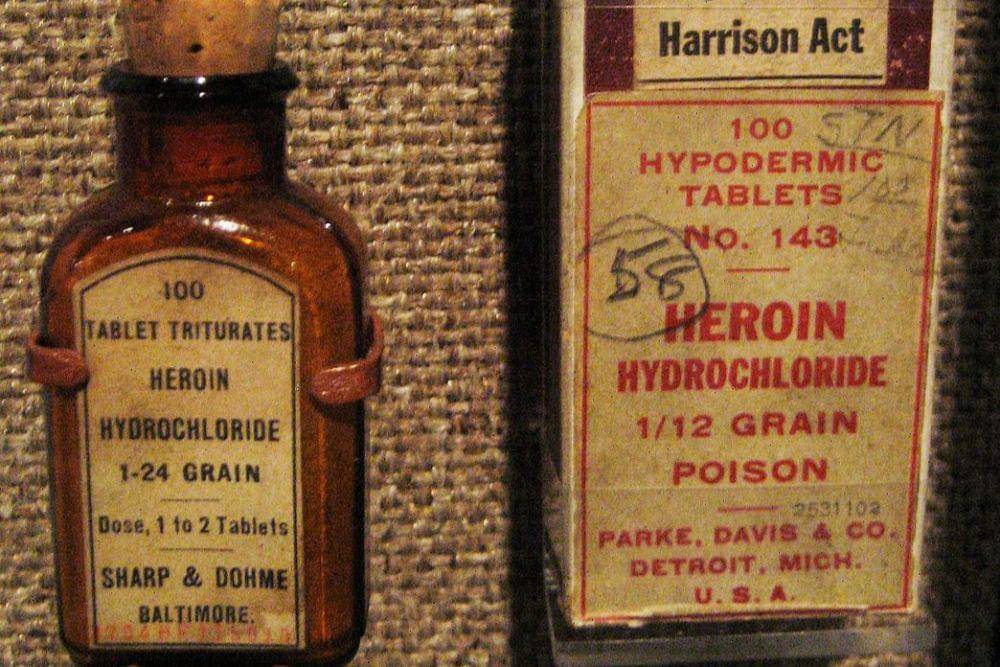 100
TABLET TRITURATES
HEROIN
HYDROCHLORIDE
1-24 GRAIN
Dose, 1 to 2 Tablets
SHARP & DOHME
BALTIMORE.
Harrison Act
100
HYPODERMIC
TABLETS
No. 143
58
HEROIN
HYDROCHLORIDE
1/12 GRAIN
POISON
2531102
PARKE, DAVIS & CO.
DETROIT, MICH.
U. S. A.